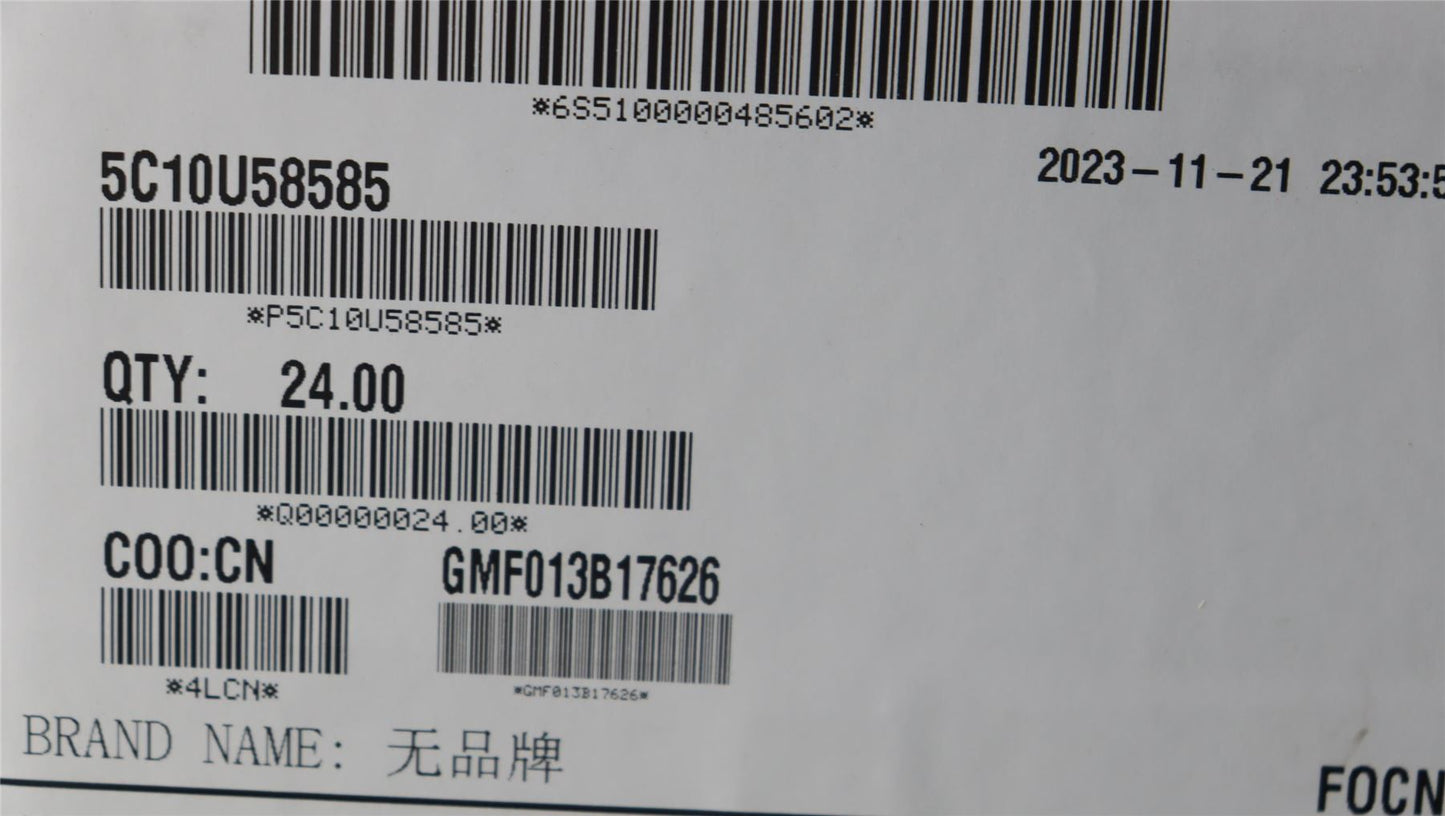 *6S5100000485602*
5C10U58585
2023-11-21 23:53:5
*P5C10U58585*
QTY: 24.00
*Q00000024.00*
COO:CN
GMF013B17626
*4LCN*
*GMF013B17626*
BRAND NAME: 无品牌
FOCN